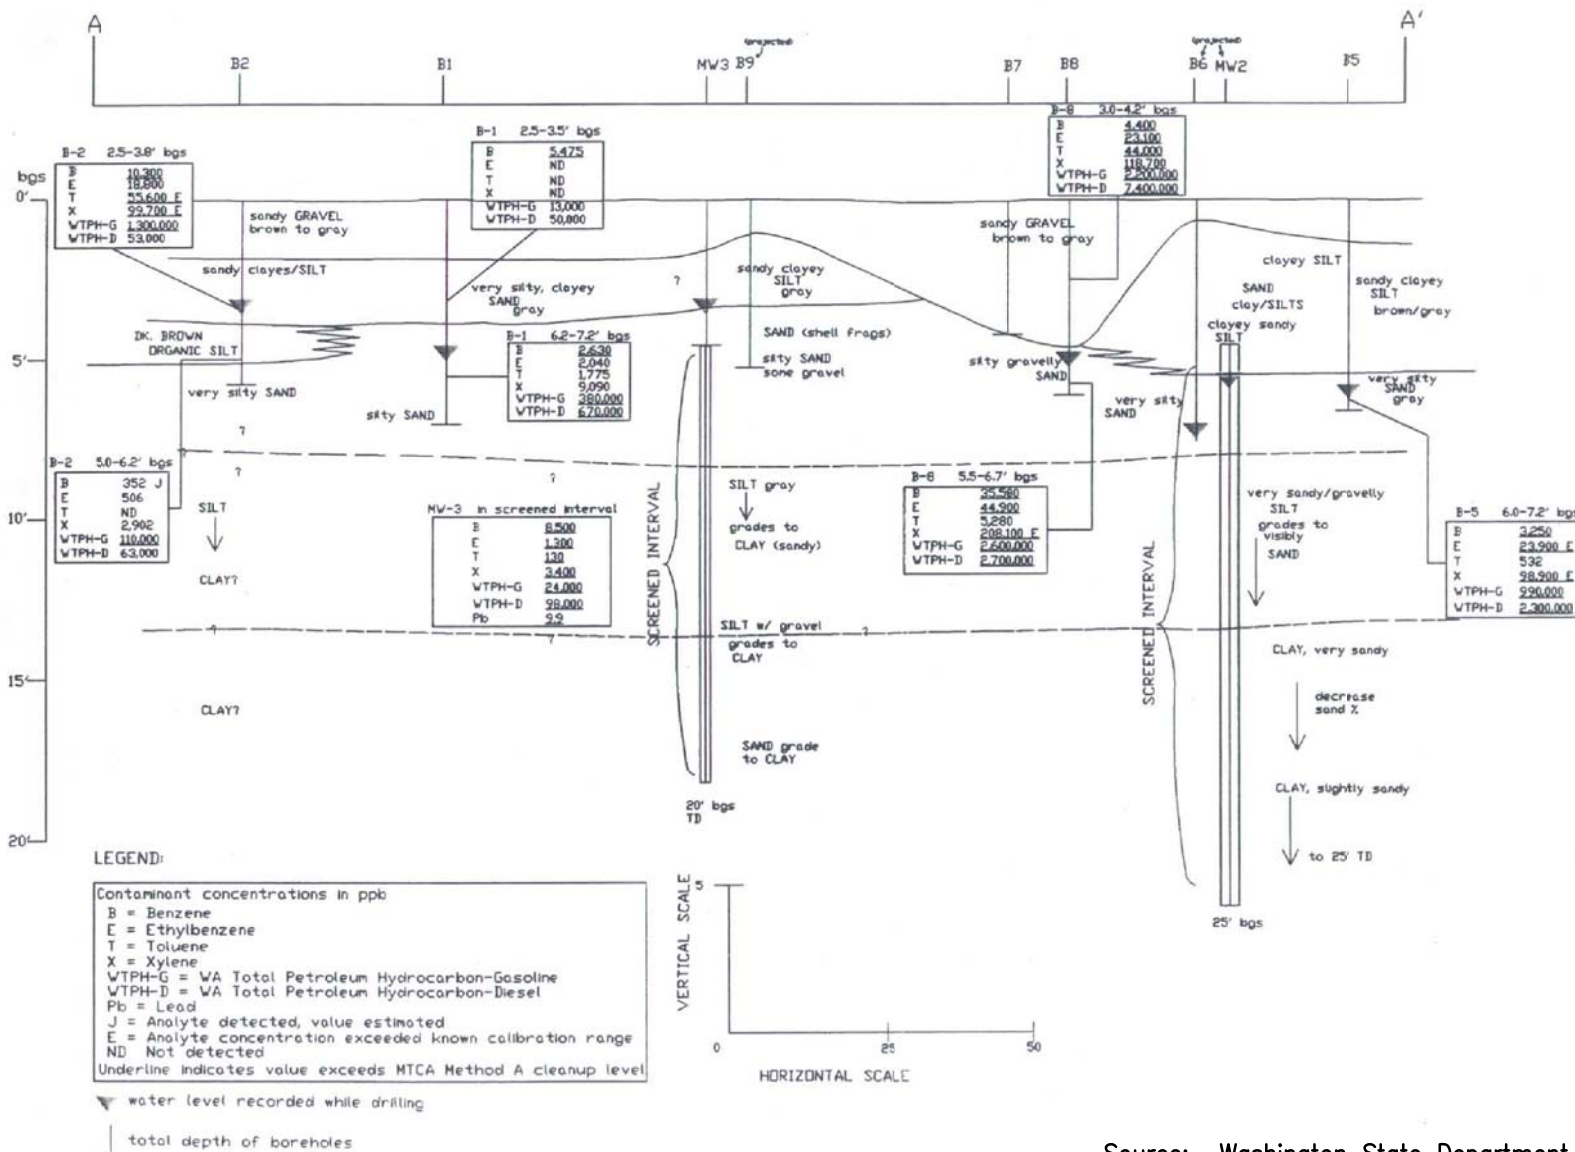 A
A'
(projected)
(projected)
B2
B1
MW3 B9
B7
B8
B6 MW2
B5
B-2 2.5-3.8' bgs
B 10,300
E 18,800
T 55,600 E
X 99,700 E
WTPH-G 1,300,000
WTPH-D 53,000
B-1 2.5-3.5' bgs
B 5,475
E ND
T ND
X ND
WTPH-G 13,000
WTPH-D 50,000
B-8 3.0-4.2' bgs
B 4,400
E 23,100
T 44,000
X 118,700
WTPH-G 2,200,000
WTPH-D 7,400,000
bgs
0'
5'
10'
15'
20'
sandy GRAVEL
brown to gray
sandy clayes/SILT
very silty, clayey
SAND
gray
?
sandy clayey
SILT
gray
sandy GRAVEL
brown to gray
clayey SILT
SAND
clay/SILTS
clayey sandy
SILT
sandy clayey
SILT
brown/gray
DK. BROWN
ORGANIC SILT
very silty SAND
?
B-1 6.2-7.2' bgs
B 2,630
E 2,040
T 1,775
X 9,090
WTPH-G 380,000
WTPH-D 670,000
silty SAND
SAND (shell frags)
silty SAND
sone gravel
silty gravelly
SAND
very silty
SAND
very silty
SAND
gray
B-2 5.0-6.2' bgs
B 352 J
E 506
T ND
X 2,902
WTPH-G 110,000
WTPH-D 63,000
?
?
SILT
CLAY?
?
CLAY?
?
MW-3 in screened interval
B 8,500
E 1,300
T 130
X 3,400
WTPH-G 24,000
WTPH-D 98,000
Pb 9.9
?
SCREENED INTERVAL
SILT gray
grades to
CLAY (sandy)
SILT w/ gravel
grades to
CLAY
?
SAND grade
to CLAY
20' bgs
TD
B-8 5.5-6.7' bgs
B 35,580
E 44,900
T 5,280
X 208,100 E
WTPH-G 2,600,000
WTPH-D 2,700,000
SCREENED INTERVAL
very sandy/gravelly
SILT
grades to
visibly
SAND
B-5 6.0-7.2' bgs
B 3,250
E 23,900 E
T 532
X 98,900 E
WTPH-G 990,000
WTPH-D 2,300,000
CLAY, very sandy
decrease
sand %
CLAY, slightly sandy
to 25' TD
25' bgs
LEGEND:
Contaminant concentrations in ppb
B = Benzene
E = Ethylbenzene
T = Toluene
X = Xylene
WTPH-G = WA Total Petroleum Hydrocarbon-Gasoline
WTPH-D = WA Total Petroleum Hydrocarbon-Diesel
Pb = Lead
J = Analyte detected, value estimated
E = Analyte concentration exceeded known calibration range
ND Not detected
Underline indicates value exceeds MTCA Method A cleanup level
water level recorded while drilling
total depth of boreholes
VERTICAL SCALE
5
0
25
50
HORIZONTAL SCALE
Source: Washington State Department